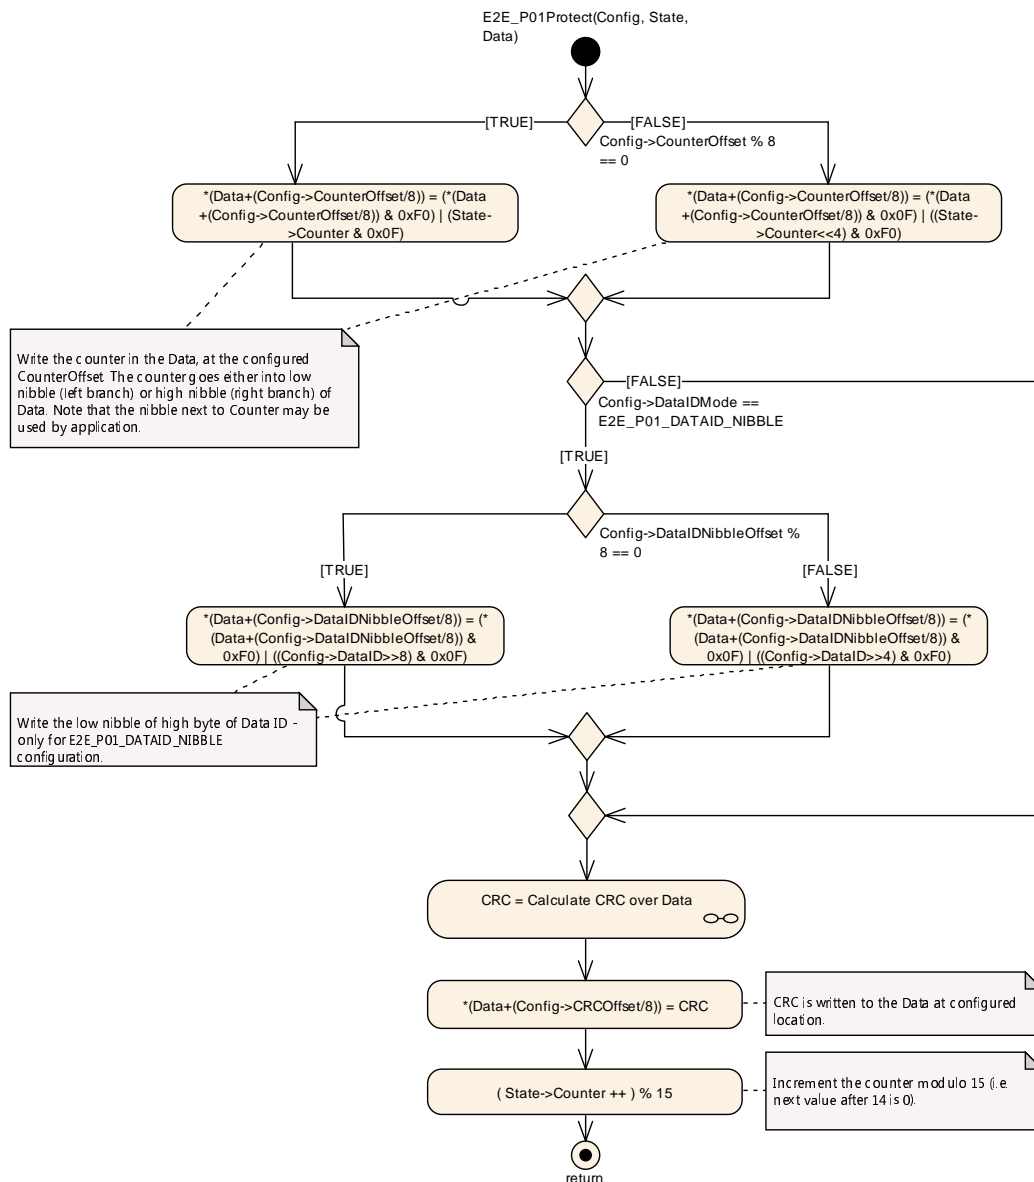 E2E_P01Protect(Config, State,
Data)
[TRUE]
[FALSE]
Config->CounterOffset % 8
== 0
*(Data+(Config->CounterOffset/8)) = (*(Data
+(Config->CounterOffset/8)) & 0xF0) | (State-
>Counter & 0x0F)
*(Data+(Config->CounterOffset/8)) = (*(Data
+(Config->CounterOffset/8)) & 0x0F) | ((State-
>Counter<<4) & 0xF0)
Write the counter in the Data, at the configured
CounterOffset. The counter goes either into low
nibble (left branch) or high nibble (right branch) of
Data. Note that the nibble next to Counter may be
used by application.
[FALSE]
Config->DataIDMode ==
E2E_P01_DATAID_NIBBLE
[TRUE]
Config->DataIDNibbleOffset %
8 == 0
[TRUE]
[FALSE]
*(Data+(Config->DataIDNibbleOffset/8)) = (*
(Data+(Config->DataIDNibbleOffset/8)) &
0xF0) | ((Config->DataID>>8) & 0x0F)
*(Data+(Config->DataIDNibbleOffset/8)) = (*
(Data+(Config->DataIDNibbleOffset/8)) &
0x0F) | ((Config->DataID>>4) & 0xF0)
Write the low nibble of high byte of Data ID -
only for E2E_P01_DATAID_NIBBLE
configuration.
CRC = Calculate CRC over Data
*(Data+(Config->CRCOffset/8)) = CRC
CRC is written to the Data at configured
location.
( State->Counter ++ ) % 15
Increment the counter modulo 15 (i.e.
next value after 14 is 0).
return